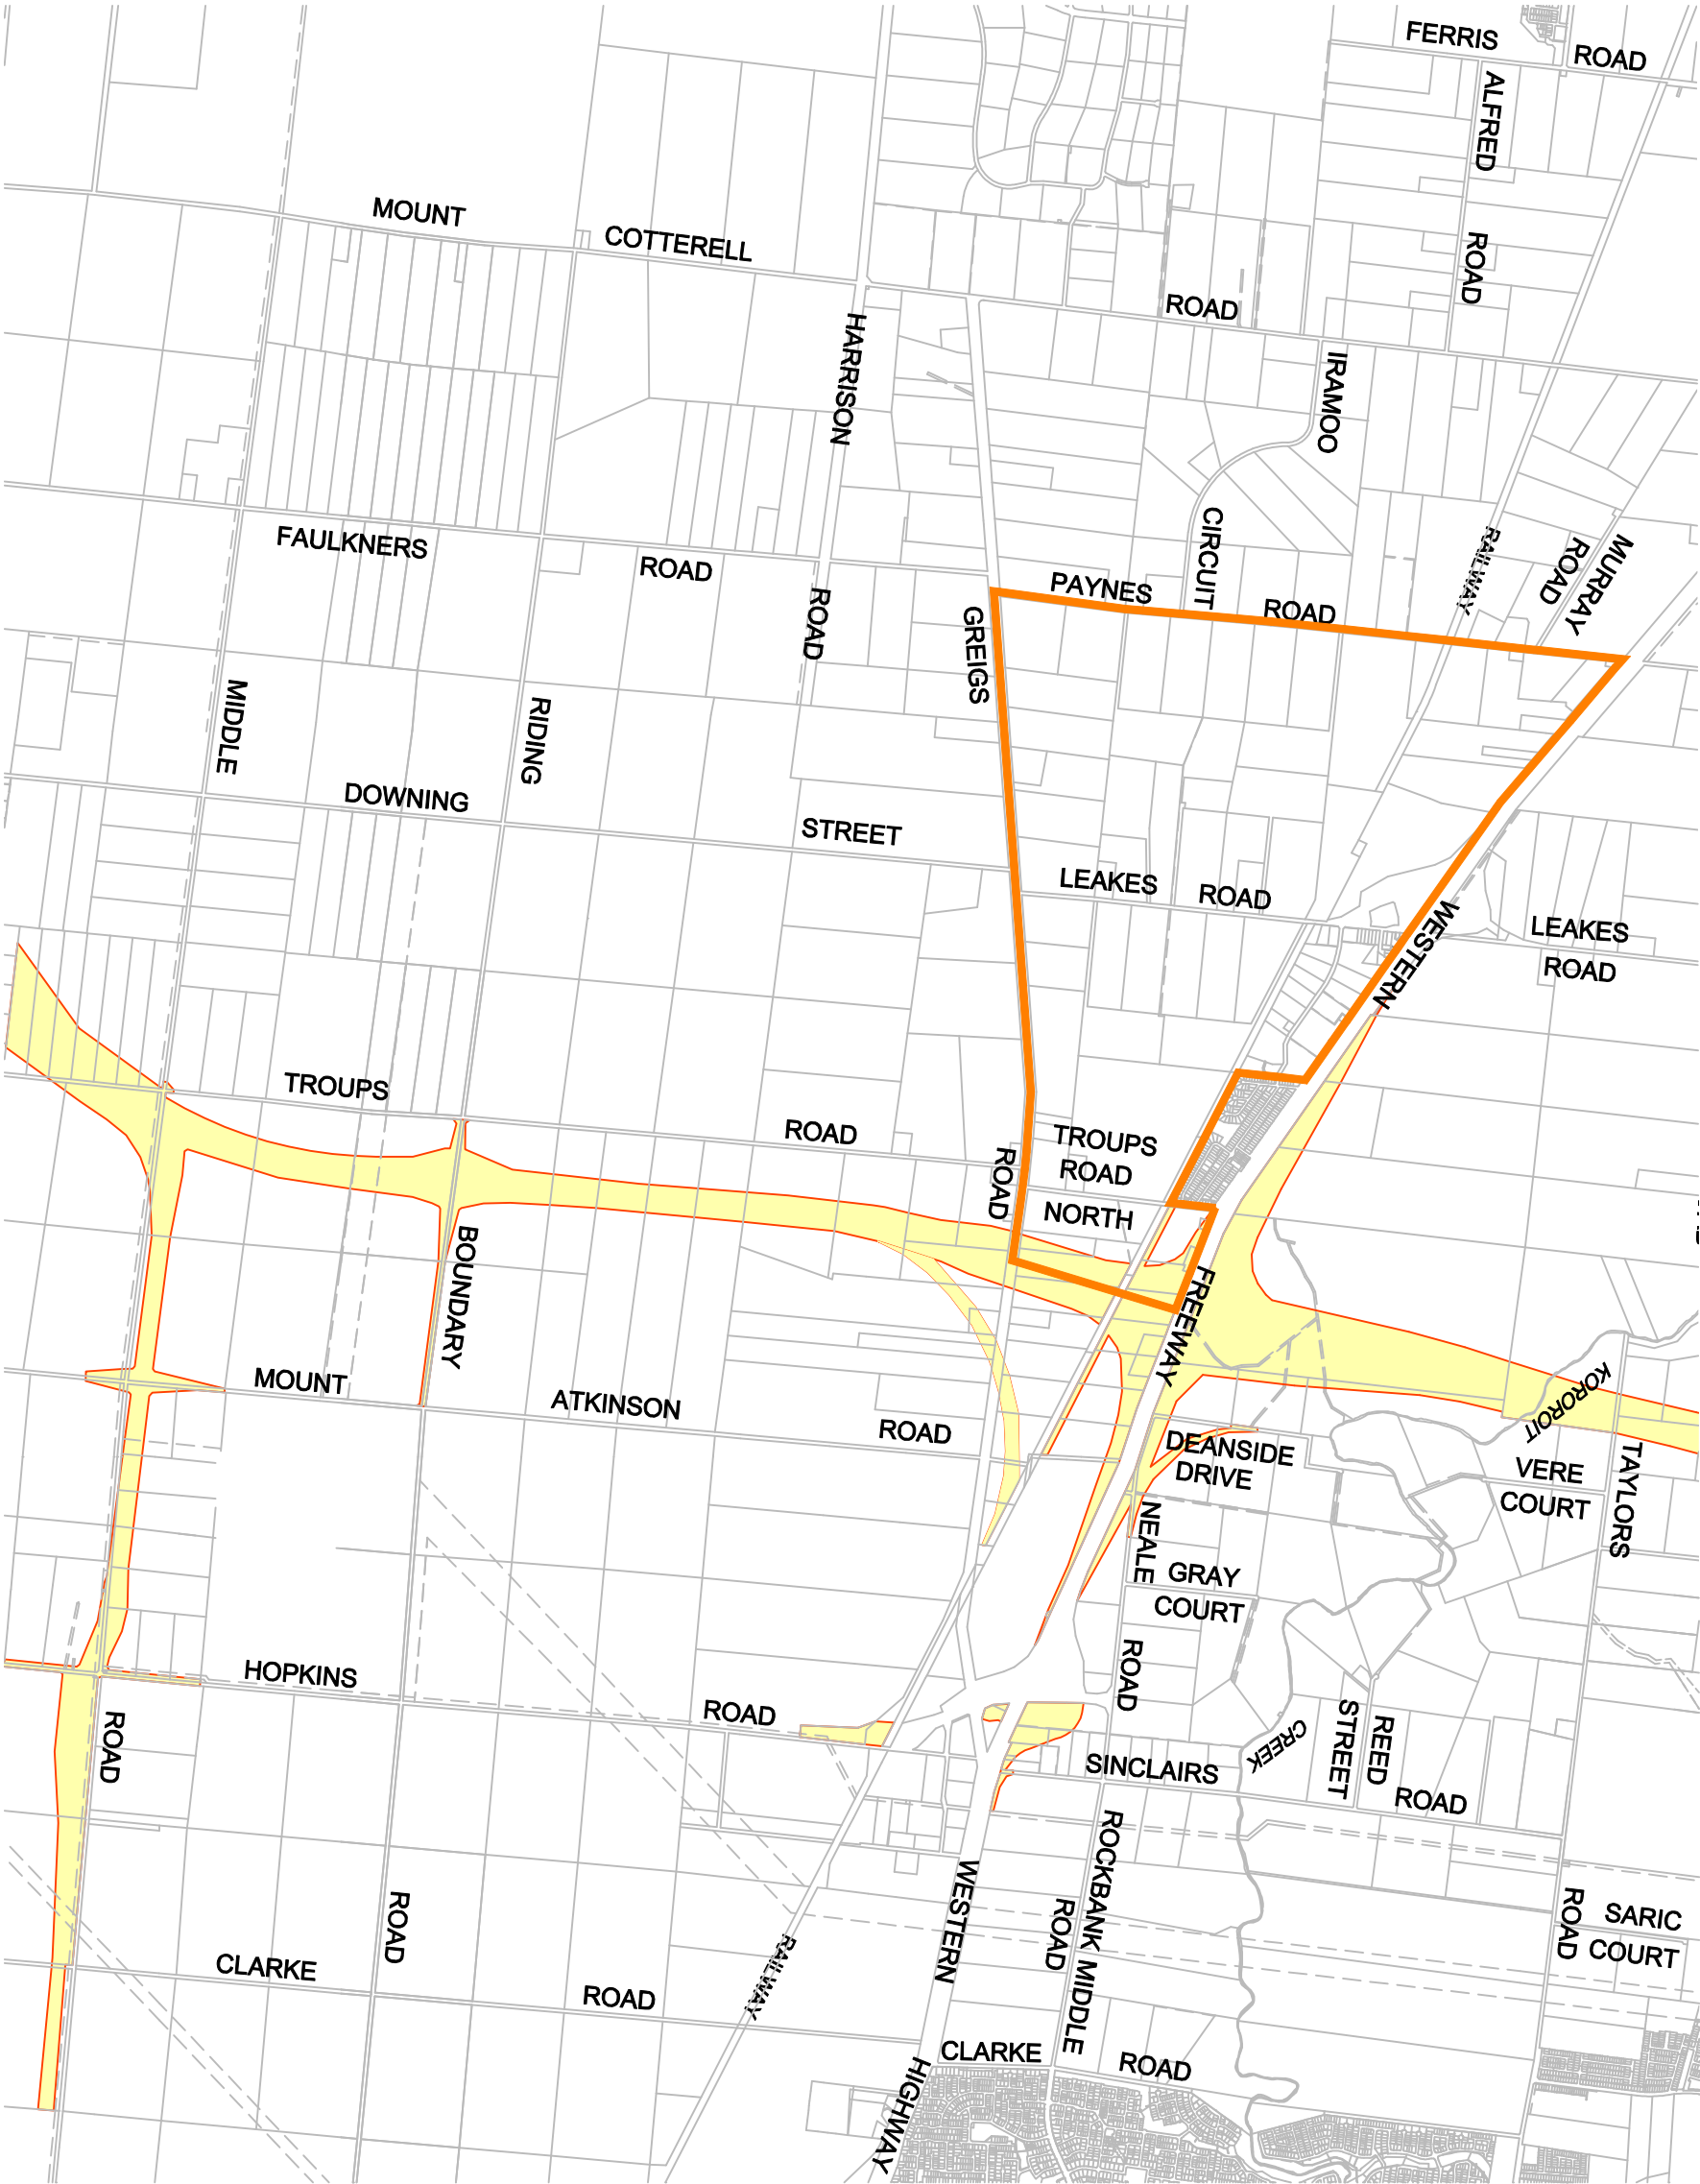 FERRIS
ROAD
ALFRED
ROAD
MOUNT
COTTERELL
ROAD
HARRISON
ROAD
IRAMOO
CIRCUIT
RAILWAY
MURRAY
ROAD
FAULKNERS
ROAD
PAYNES
ROAD
GREIGS
ROAD
MIDDLE
ROAD
RIDING
BOUNDARY
ROAD
DOWNING
STREET
LEAKES
ROAD
LEAKES
ROAD
WESTERN
FREEWAY
TROUPS
ROAD
TROUPS
ROAD
NORTH
MOUNT
ATKINSON
ROAD
DEANSIDE
DRIVE
KOROROIT
CREEK
VERE
COURT
TAYLORS
ROAD
NEALE
ROAD
GRAY
COURT
HOPKINS
ROAD
SINCLAIRS
ROAD
REED
STREET
ROCKBANK MIDDLE
ROAD
SARIC
COURT
CLARKE
ROAD
RAILWAY
WESTERN
HIGHWAY
CLARKE
ROAD